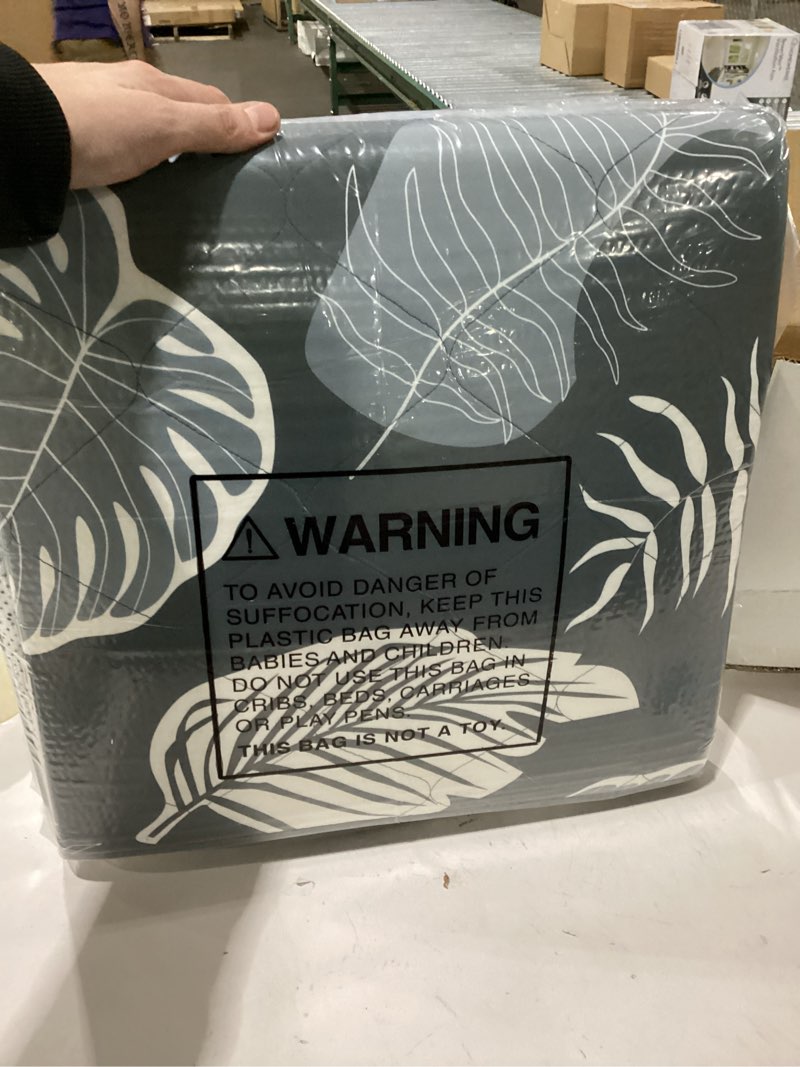 WARNING
TO AVOID DANGER OF
SUFFOCATION, KEEP THIS
PLASTIC BAG AWAY FROM
BABIES AND CHILDREN.
DO NOT USE THIS BAG IN
CRIBS, BEDS, CARRIAGES
OR PLAY PENS.
THIS BAG IS NOT A TOY.